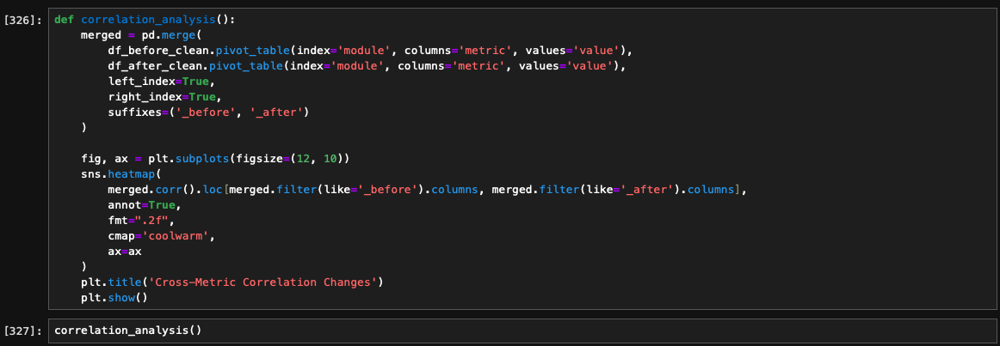 [326]: def correlation_analysis():
    merged = pd.merge(
        df_before_clean.pivot_table(index='module', columns='metric', values='value'),
        df_after_clean.pivot_table(index='module', columns='metric', values='value'),
        left_index=True,
        right_index=True,
        suffixes=('_before', '_after')
    )

    fig, ax = plt.subplots(figsize=(12, 10))
    sns.heatmap(
        merged.corr().loc[merged.filter(like='_before').columns, merged.filter(like='_after').columns],
        annot=True,
        fmt=".2f",
        cmap='coolwarm',
        ax=ax
    )
    plt.title('Cross-Metric Correlation Changes')
    plt.show()
[327]: correlation_analysis()